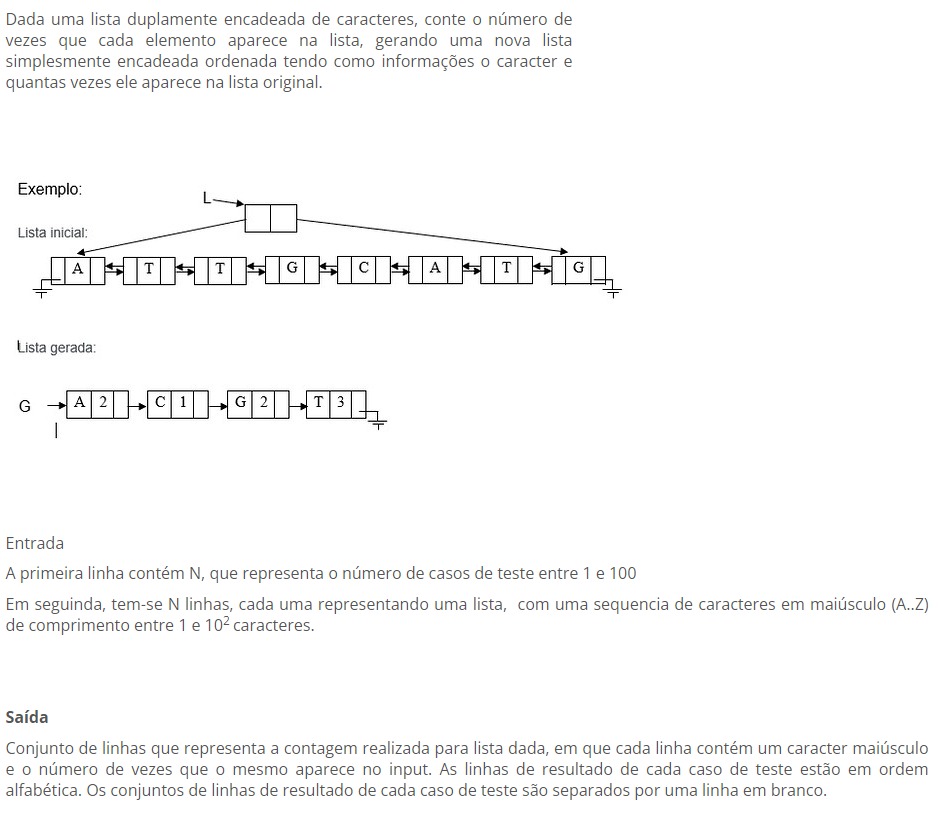 Dada uma lista duplamente encadeada de caracteres, conte o número de
vezes que cada elemento aparece na lista, gerando uma nova lista
simplesmente encadeada ordenada tendo como informações o caracter e
quantas vezes ele aparece na lista original.
Exemplo:
L
Lista inicial:
A T T G C A T G
Lista gerada:
G A 2 C 1 G 2 T 3
Entrada
A primeira linha contém N, que representa o número de casos de teste entre 1 e 100
Em seguinda, tem-se N linhas, cada uma representando uma lista, com uma sequencia de caracteres em maiúsculo (A..Z)
de comprimento entre 1 e 10² caracteres.
Saída
Conjunto de linhas que representa a contagem realizada para lista dada, em que cada linha contém um caracter maiúsculo
e o número de vezes que o mesmo aparece no input. As linhas de resultado de cada caso de teste estão em ordem
alfabética. Os conjuntos de linhas de resultado de cada caso de teste são separados por uma linha em branco.